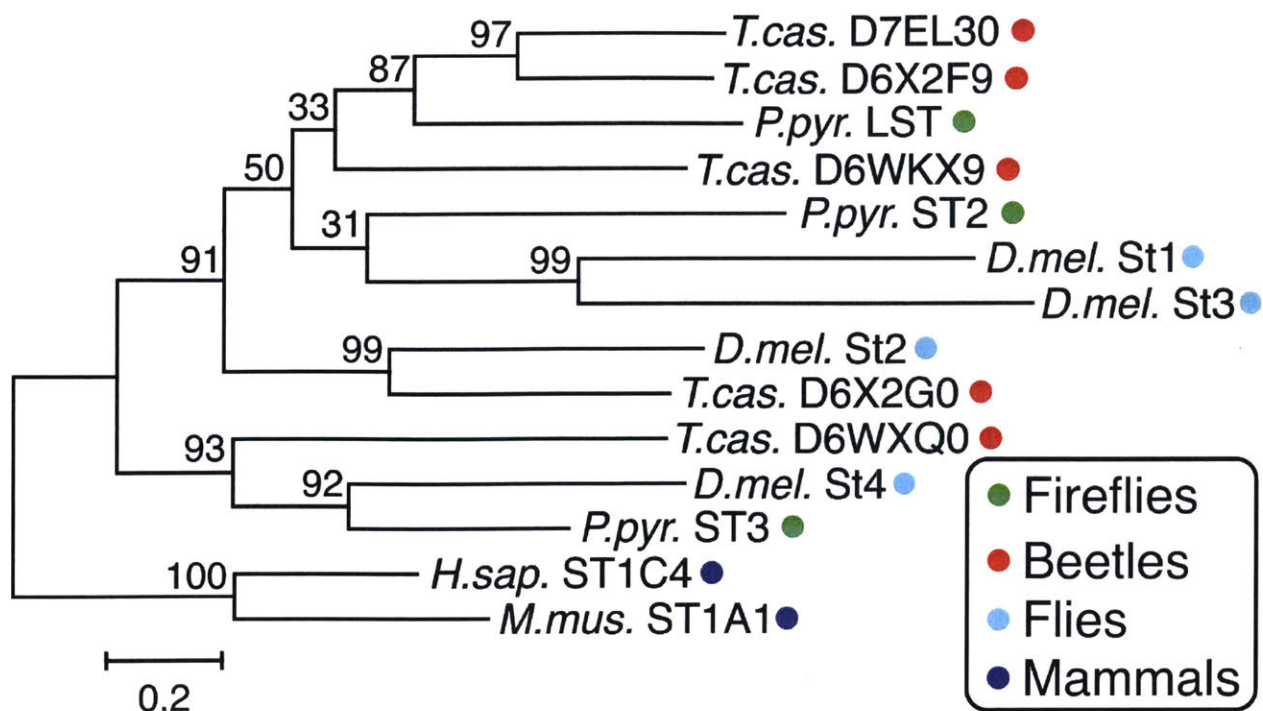 97
T.cas. D7EL30
87
T.cas. D6X2F9
33
P.pyr. LST
50
T.cas. D6WKX9
31
P.pyr. ST2
91
99
D.mel. St1
D.mel. St3
99
D.mel. St2
T.cas. D6X2G0
93
T.cas. D6WXQ0
92
D.mel. St4
P.pyr. ST3
100
H.sap. ST1C4
M.mus. ST1A1
0.2
Fireflies
Beetles
Flies
Mammals